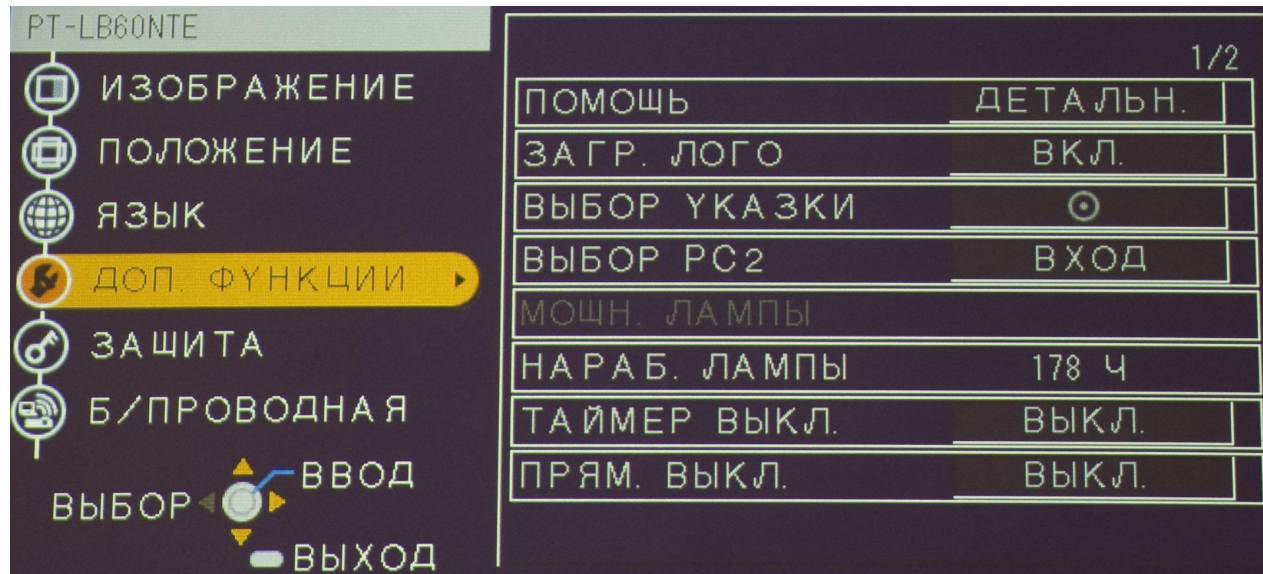 PT-LB60NTE
ИЗОБРАЖЕНИЕ
ПОЛОЖЕНИЕ
ЯЗЫК
ДОП. ФУНКЦИИ
ЗАЩИТА
Б/ПРОВОДНАЯ
ВВОД
ВЫБОР
ВЫХОД
1/2
ПОМОЩЬ ДЕТАЛЬН.
ЗАГР. ЛОГО ВКЛ.
ВЫБОР УКАЗКИ
ВЫБОР PC2 ВХОД
МОЩН. ЛАМПЫ
НАРАБ. ЛАМПЫ 178 Ч
ТАЙМЕР ВЫКЛ. ВЫКЛ.
ПРЯМ. ВЫКЛ. ВЫКЛ.